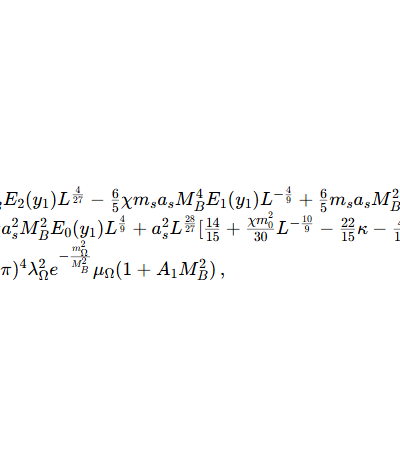 E_2(y_1)L^{\frac{4}{27}} - \frac{6}{5}\chi m_s a_s M_B^4 E_1(y_1)L^{-\frac{4}{9}} + \frac{6}{5} m_s a_s M_B^2
a_s^2 M_B^2 E_0(y_1)L^{\frac{4}{9}} + a_s^2 L^{\frac{28}{27}}[\frac{14}{15} + \frac{\chi m_0^2}{30}L^{-\frac{10}{9}} - \frac{22}{15}\kappa -
\pi)^4 \lambda_\Omega^2 e^{-\frac{m_\Omega^2}{M_B^2}} \mu_\Omega(1 + A_1 M_B^2) ,